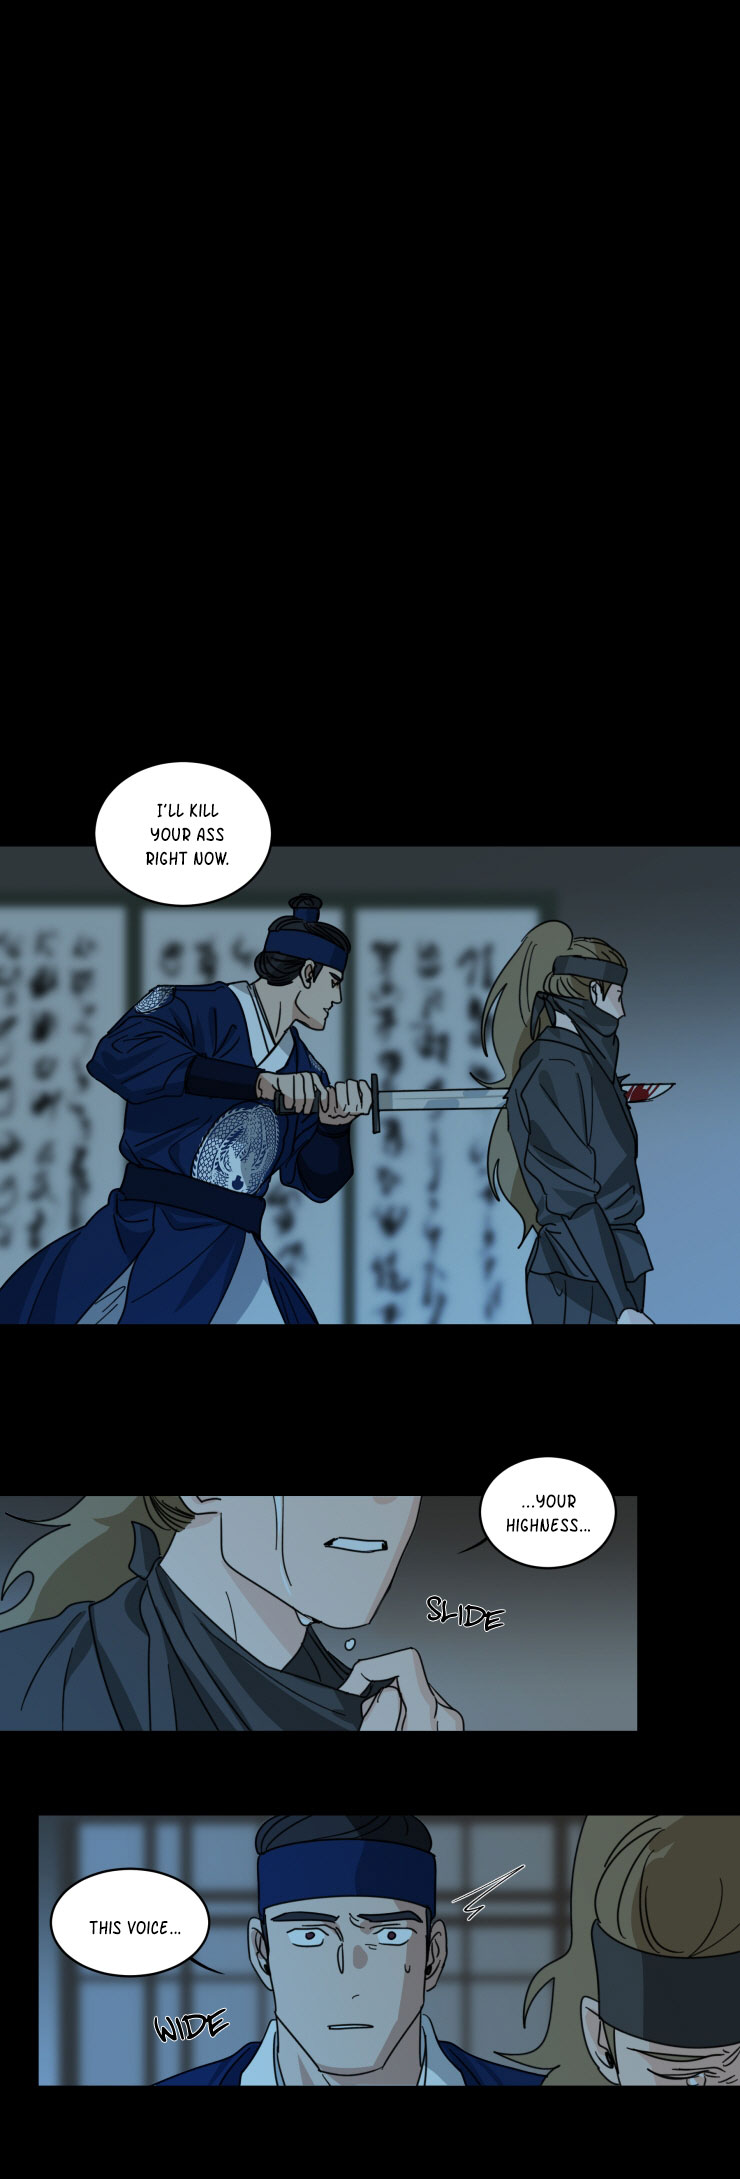 I'LL KILL
YOUR ASS
RIGHT NOW.
...YOUR
HIGHNESS...
SLIDE
THIS VOICE...
WIDE